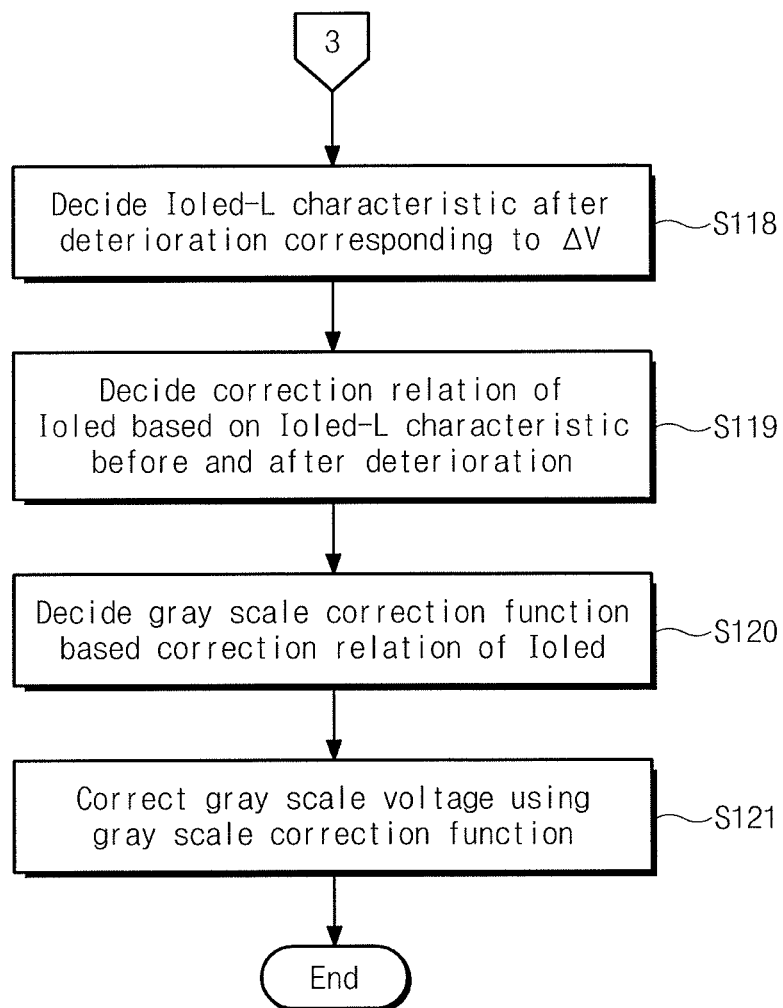 3
Decide Ioled-L characteristic after
deterioration corresponding to ΔV
S118
Decide correction relation of
Ioled based on Ioled-L characteristic
before and after deterioration
S119
Decide gray scale correction function
based correction relation of Ioled
S120
Correct gray scale voltage using
gray scale correction function
S121
End